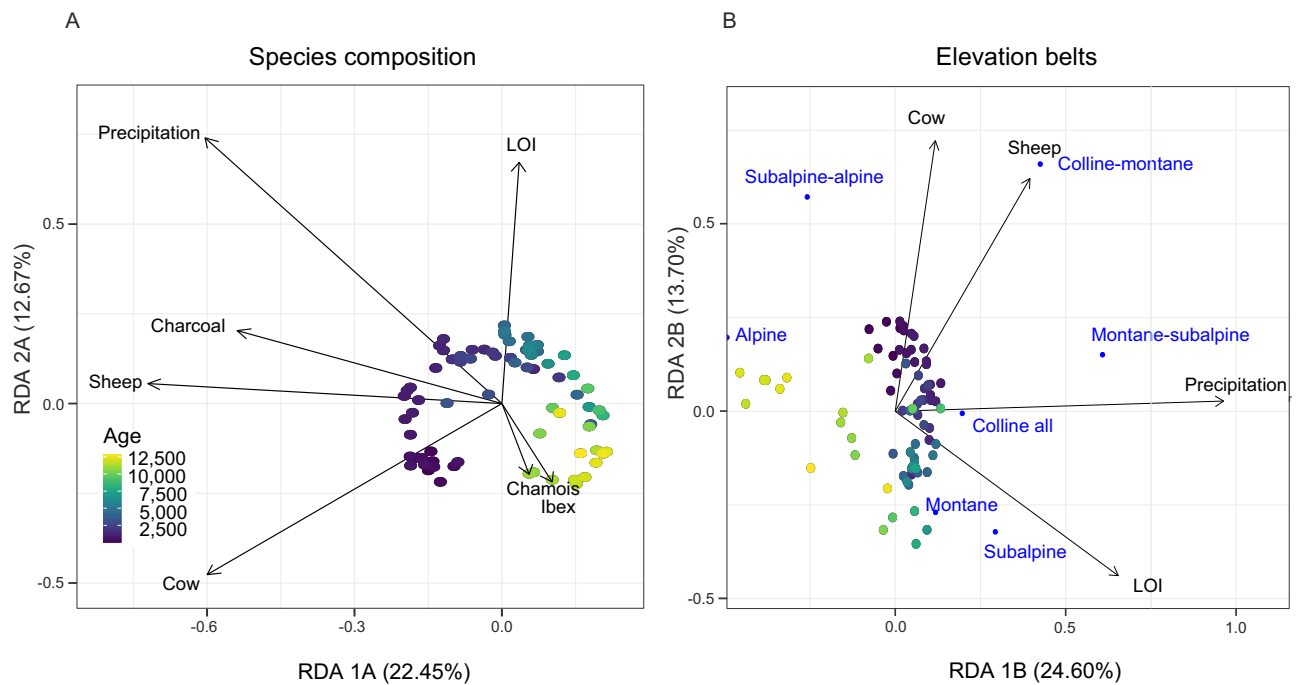 A
B
Species composition
Elevation belts
Precipitation
LOI
Charcoal
Sheep
Cow
Chamois
Ibex
Age
12,500
10,000
7,500
5,000
2,500
0.5
0.0
-0.5
-0.6
-0.3
0.0
RDA 2A (12.67%)
RDA 1A (22.45%)
Cow
Sheep
Colline-montane
Subalpine-alpine
Alpine
Montane-subalpine
Precipitation
Colline all
Montane
Subalpine
LOI
0.5
0.0
-0.5
0.0
0.5
1.0
RDA 2B (13.70%)
RDA 1B (24.60%)